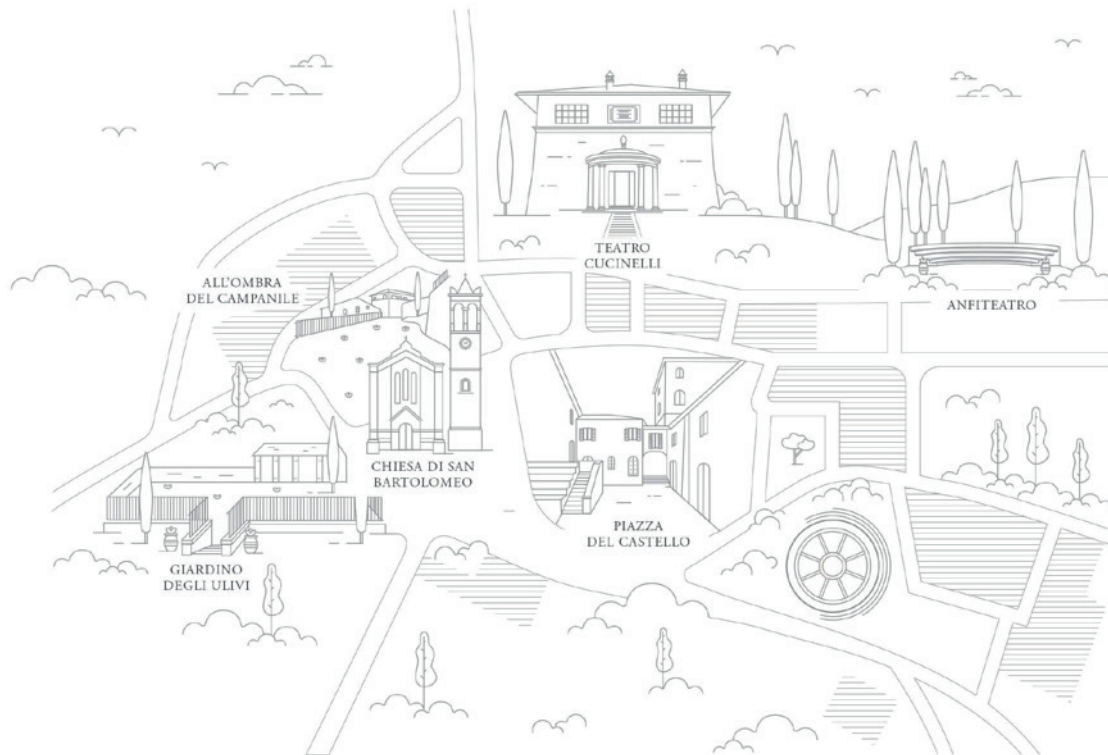 TEATRO
CUCINELLI
ALL'OMBRA
DEL CAMPANILE
ANFITEATRO
CHIESA DI SAN
BARTOLOMEO
PIAZZA
DEL CASTELLO
GIARDINO
DEGLI ULIVI